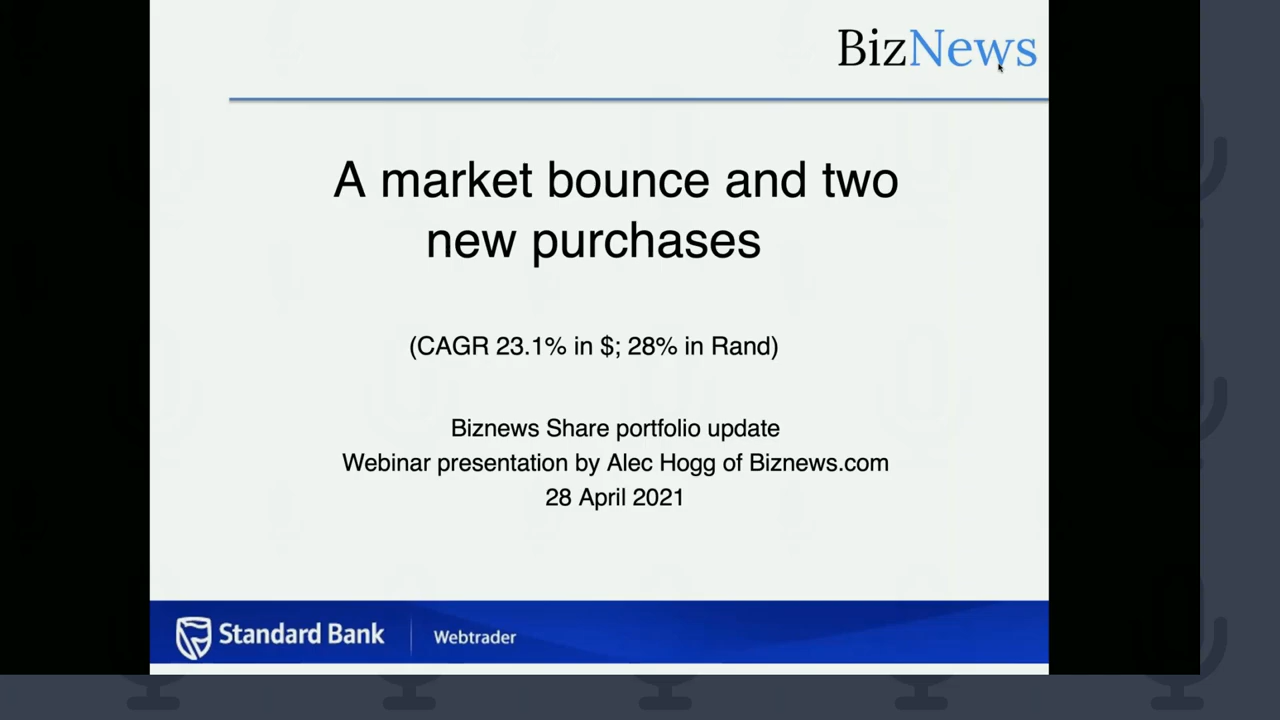 BizNews
A market bounce and two
new purchases
(CAGR 23.1% in $; 28% in Rand)
Biznews Share portfolio update
Webinar presentation by Alec Hogg of Biznews.com
28 April 2021
Standard Bank Webtrader